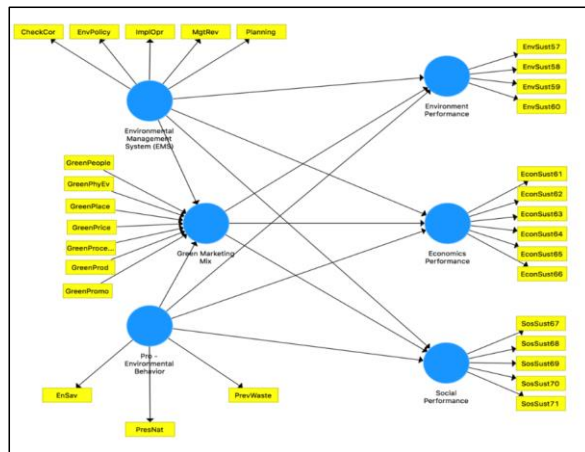 CheckCor EnvPolicy ImplOpr MgtRev Planning
Environmental
Management
System (EMS)
GreenPeople
GreenPhyEv
GreenPlace
GreenPrice
GreenProce....
GreenProd
GreenPromo
Green Marketing
Mix
Pro -
Environmental
Behavior
EnSav
PresNat
PrevWaste
EnvSust57
EnvSust58
EnvSust59
EnvSust60
Environment
Performance
EconSust61
EconSust62
EconSust63
EconSust64
EconSust65
EconSust66
Economics
Performance
SosSust67
SosSust68
SosSust69
SosSust70
SosSust71
Social
Performance